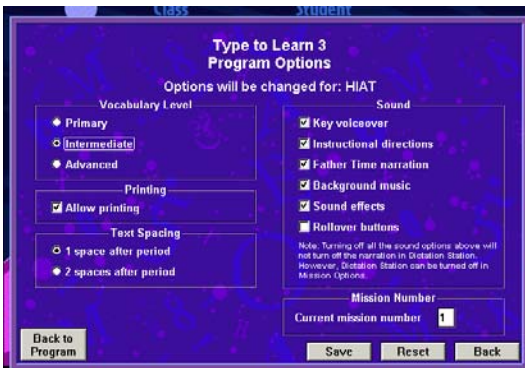 Class
Student
Type to Learn 3
Program Options
Options will be changed for: HIAT
Vocabulary Level
Primary
Intermediate
Advanced
Printing
Allow printing
Text Spacing
1 space after period
2 spaces after period
Sound
Key voiceover
Instructional directions
Father Time narration
Background music
Sound effects
Rollover buttons
Note: Turning off all the sound options above will
not turn off the narration in Dictation Station.
However, Dictation Station can be turned off in
Mission Options.
Mission Number
Current mission number 1
Back to
Program
Save
Reset
Back